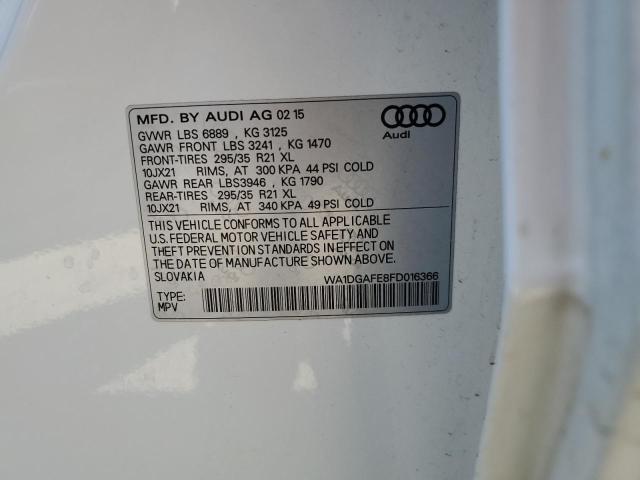 MFD. BY AUDI AG 02 15
GVWR LBS 6889 , KG 3125
GAWR FRONT LBS 3241 , KG 1470
FRONT-TIRES 295/35 R21 XL
10JX21 RIMS, AT 300 KPA 44 PSI COLD
GAWR REAR LBS3946 , KG 1790
REAR-TIRES 295/35 R21 XL
10JX21 RIMS, AT 340 KPA 49 PSI COLD
Audi
THIS VEHICLE CONFORMS TO ALL APPLICABLE
U.S. FEDERAL MOTOR VEHICLE SAFETY AND
THEFT PREVENTION STANDARDS IN EFFECT ON
THE DATE OF MANUFACTURE SHOWN ABOVE.
SLOVAKIA WA1DGAFE8FD016366
TYPE:
MPV